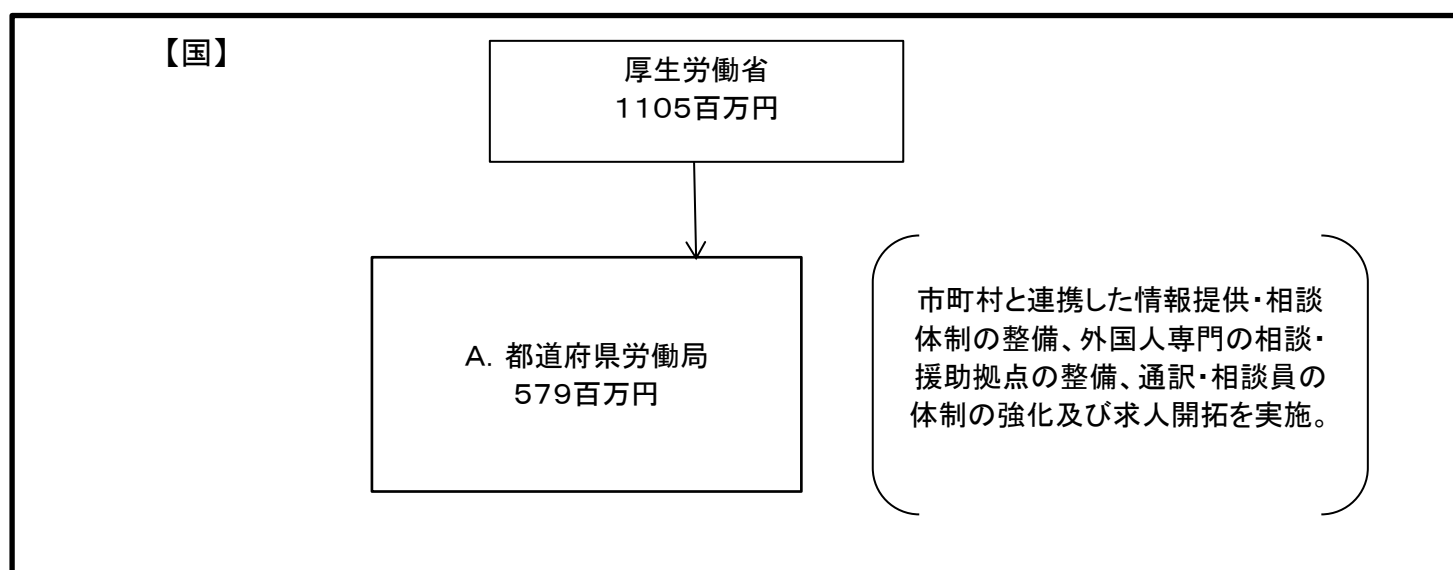 【国】
厚生労働省
1105百万円
A．都道府県労働局
579百万円
市町村と連携した情報提供・相談
体制の整備、外国人専門の相談・
援助拠点の整備、通訳・相談員の
体制の強化及び求人開拓を実施。